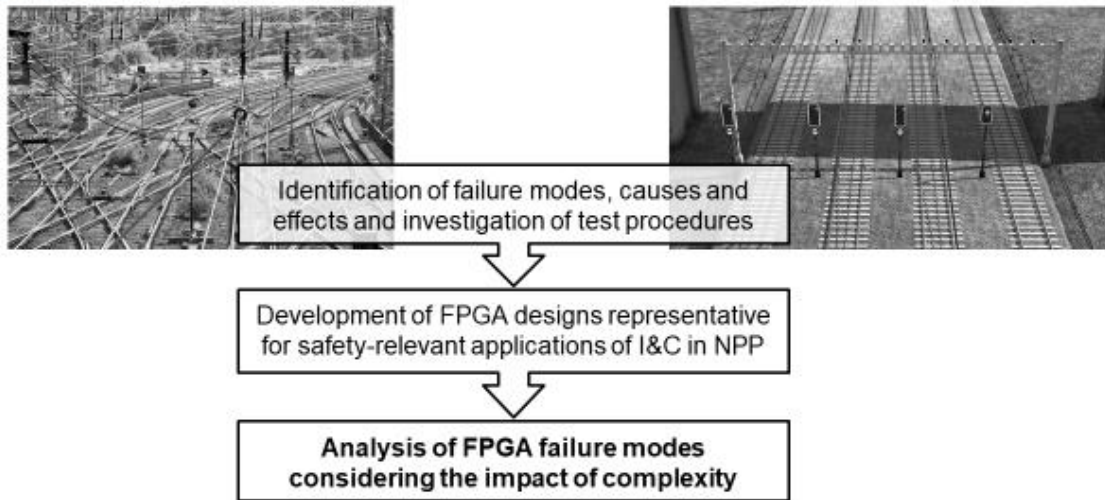 Identification of failure modes, causes and
effects and investigation of test procedures
Development of FPGA designs representative
for safety-relevant applications of I&C in NPP
Analysis of FPGA failure modes
considering the impact of complexity